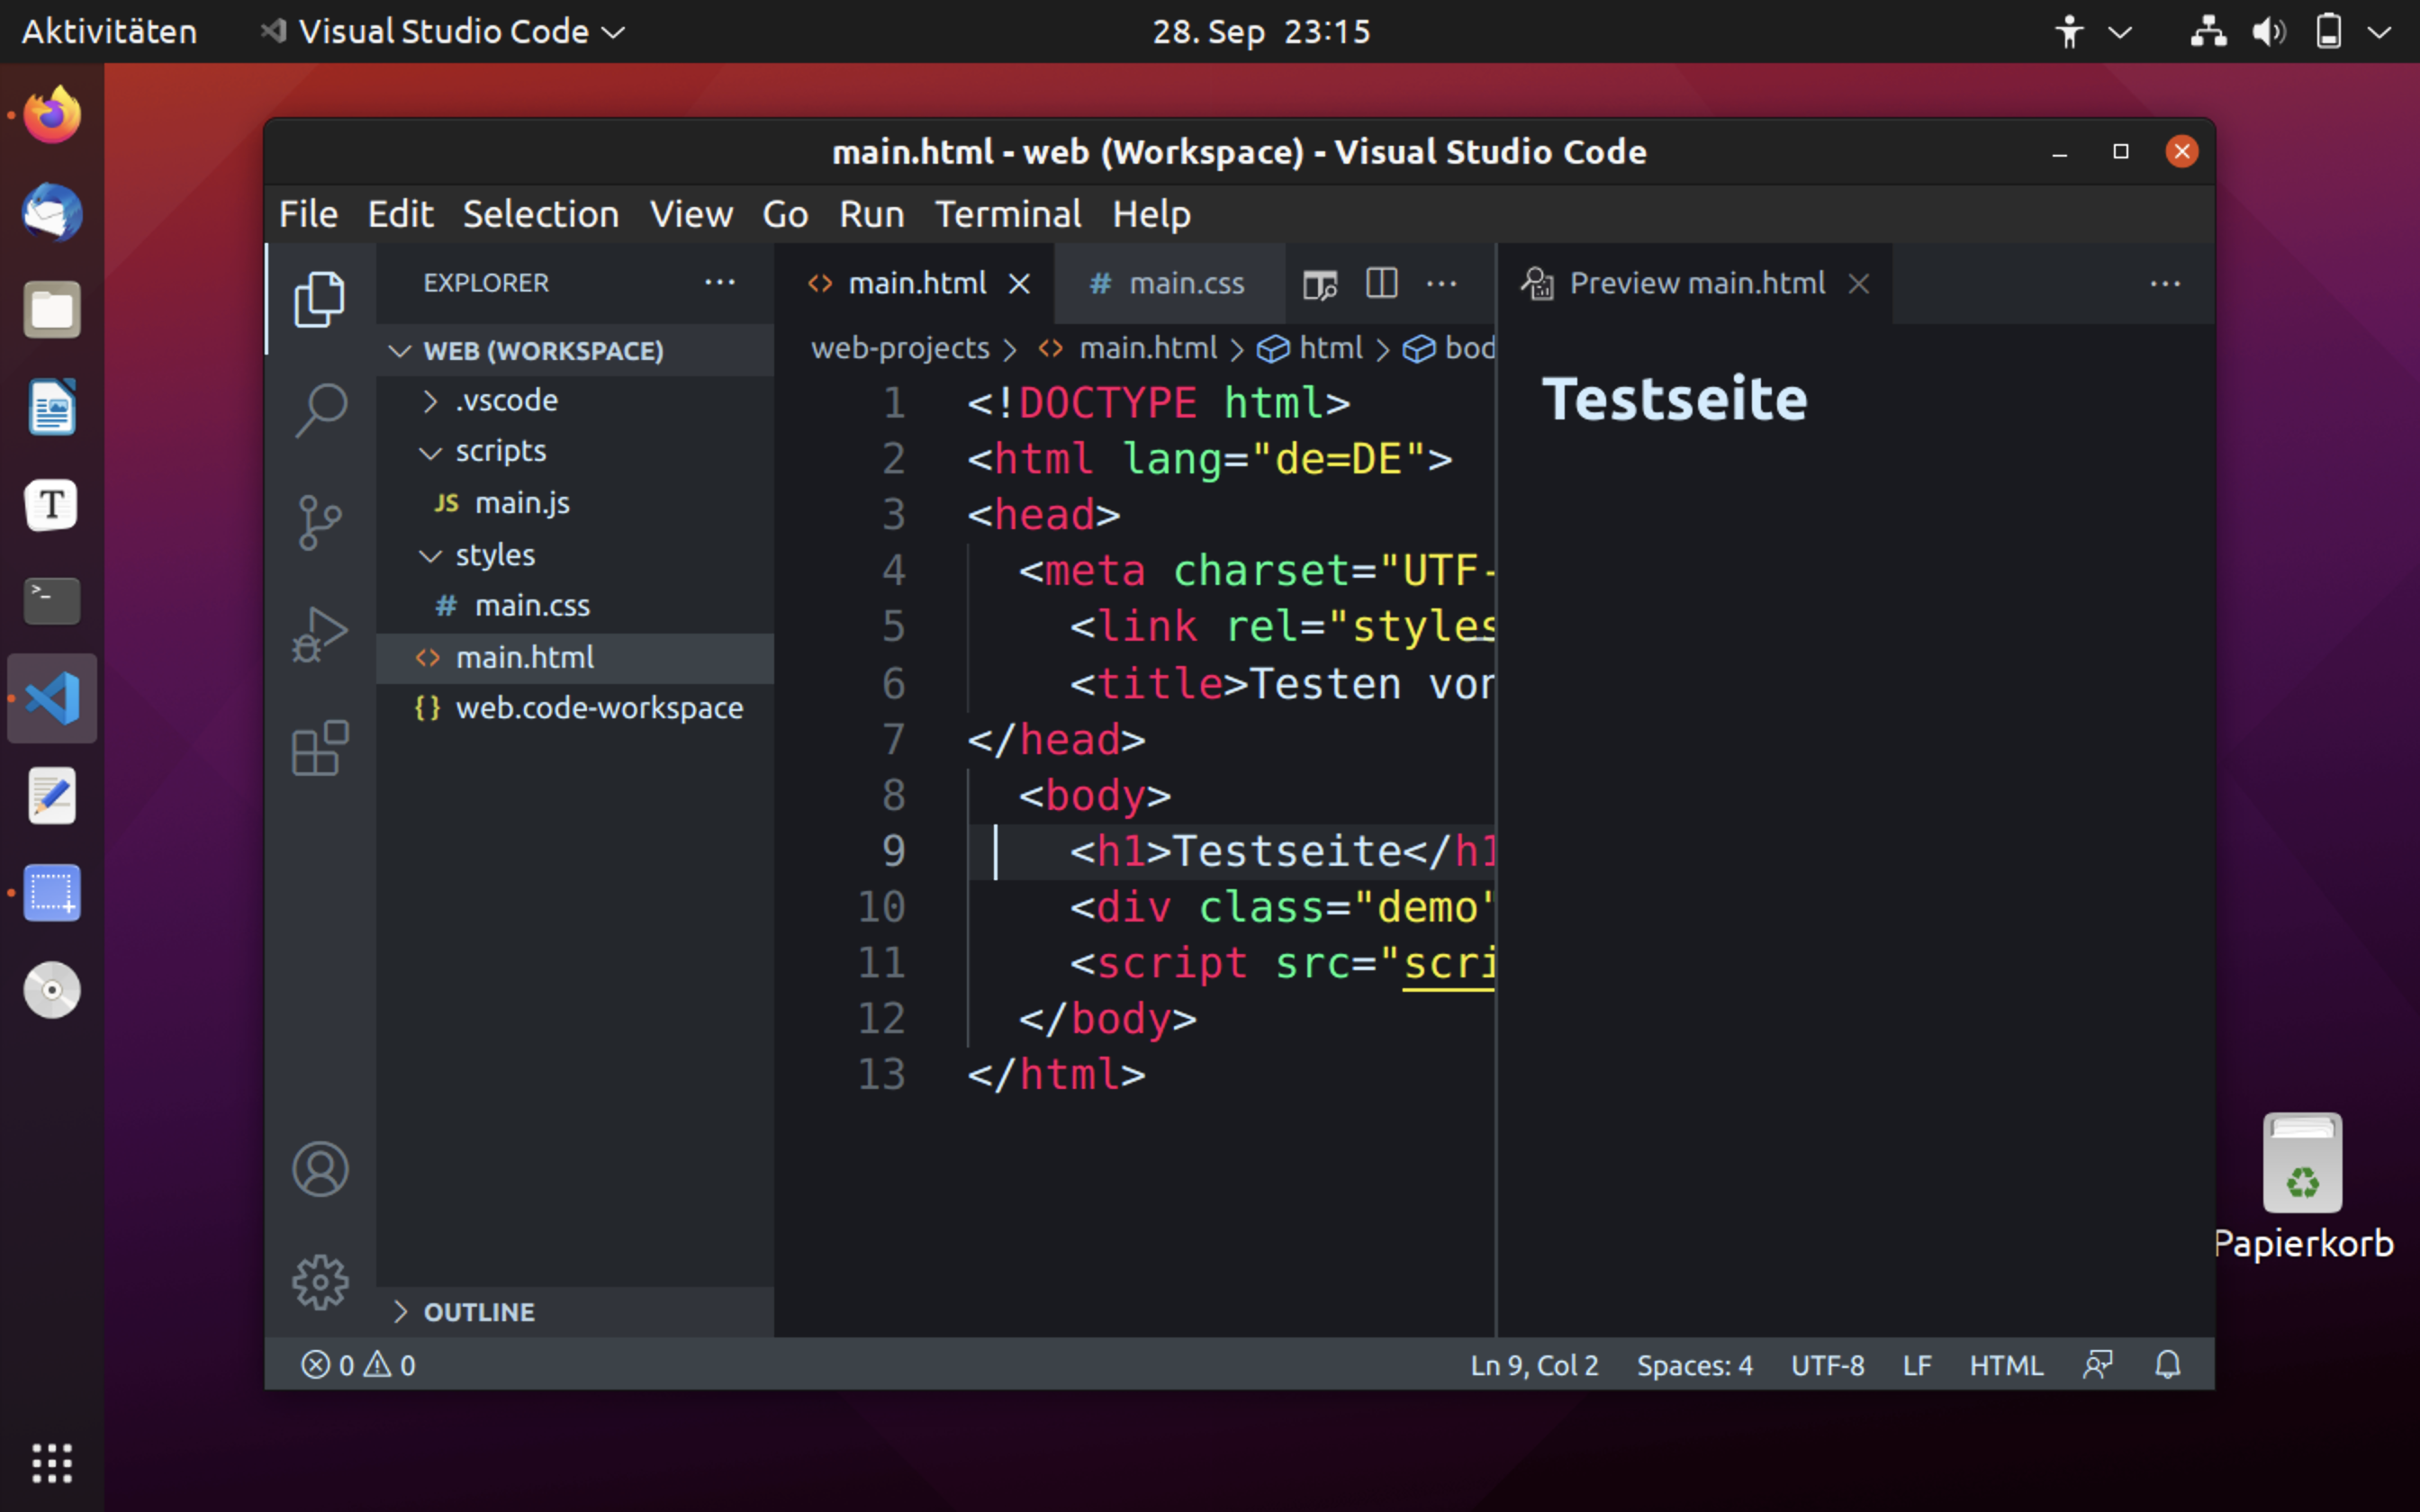 Aktivitäten Visual Studio Code 28. Sep 23:15
main.html - web (Workspace) - Visual Studio Code
File Edit Selection View Go Run Terminal Help
EXPLORER
WEB (WORKSPACE)
.vscode
scripts
JS main.js
styles
# main.css
<> main.html
{} web.code-workspace
OUTLINE
<> main.html # main.css
web-projects > <> main.html > html > bod
1 <!DOCTYPE html>
2 <html lang="de=DE">
3 <head>
4 <meta charset="UTF-
5 <link rel="styles
6 <title>Testen von
7 </head>
8 <body>
9 <h1>Testseite</h1
10 <div class="demo"
11 <script src="scri
12 </body>
13 </html>
Preview main.html
Testseite
0 0 Ln 9, Col 2 Spaces: 4 UTF-8 LF HTML
Papierkorb